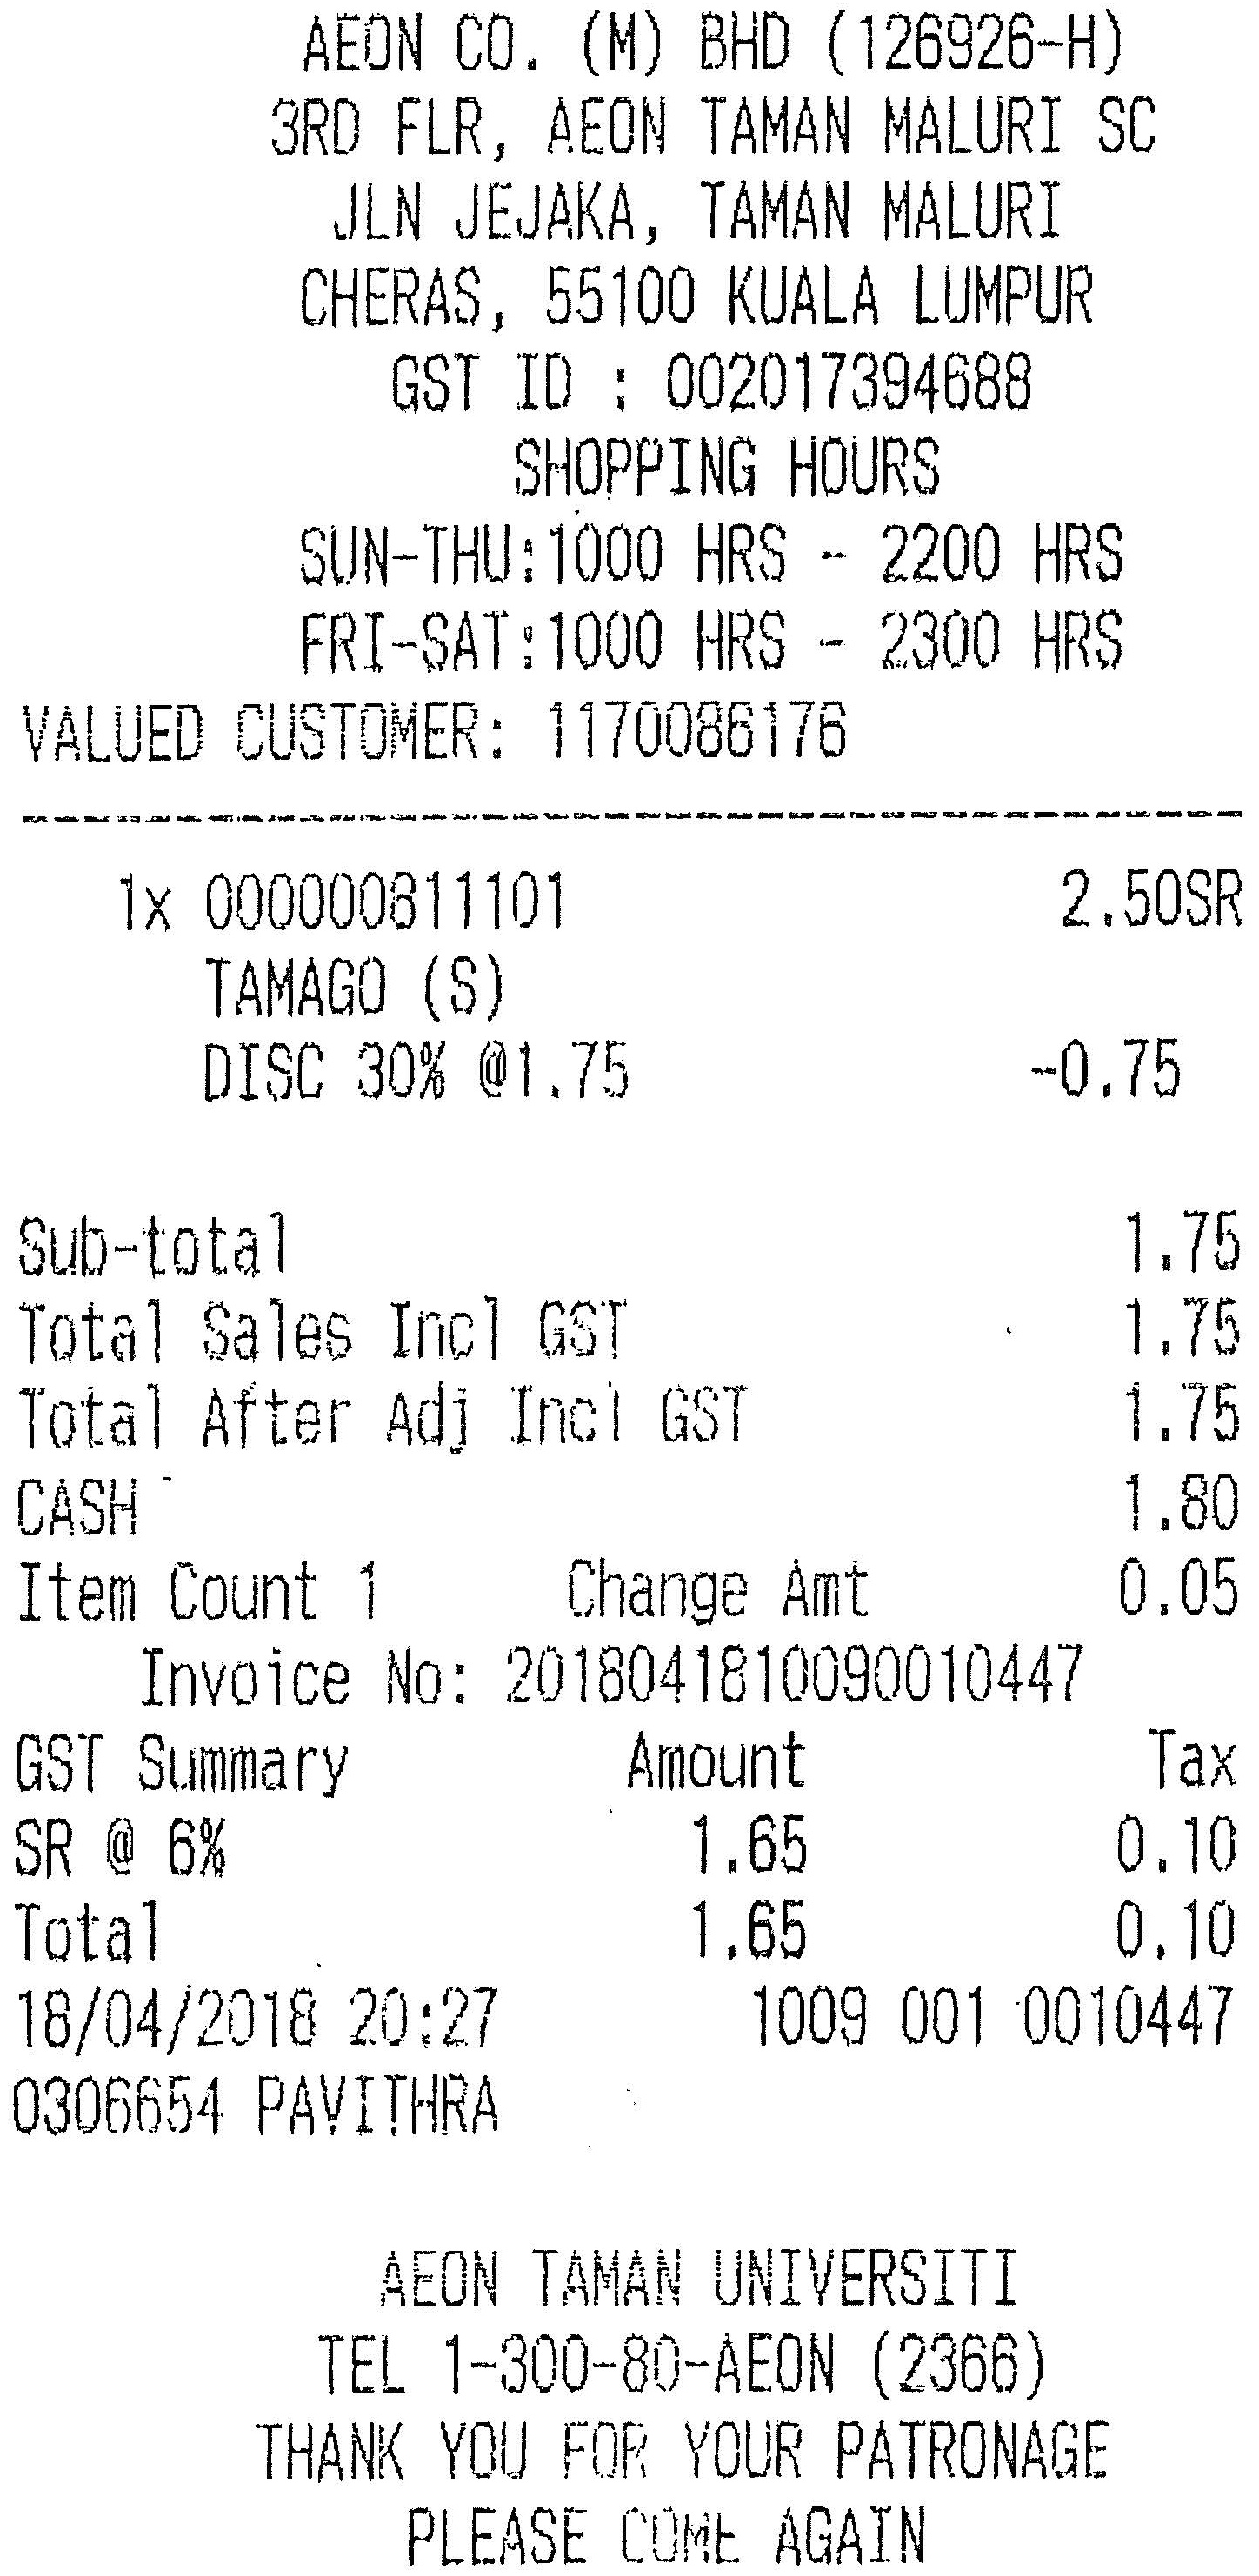 AEON CO. (M) BHD (126926-H)
3RD FLR, AEON TAMAN MALURI SC
JLN JEJAKA, TAMAN MALURI
CHERAS, 55100 KUALA LUMPUR
GST ID : 002017394688
SHOPPING HOURS
SUN-THU:1000 HRS - 2200 HRS
FRI-SAT:1000 HRS - 2300 HRS
VALUED CUSTOMER: 1170086176
1x 000000811101 2.50SR
TAMAGO (S)
DISC 30% @1.75 -0.75
Sub-total 1.75
Total Sales Incl GST 1.75
Total After Adj Incl GST 1.75
CASH 1.80
Item Count 1 Change Amt 0.05
Invoice No: 2018041810090010447
GST Summary Amount Tax
SR @ 6% 1.65 0.10
Total 1.65 0.10
18/04/2018 20:27 1009 001 0010447
0306654 PAVITHRA
AEON TAMAN UNIVERSITI
TEL 1-300-80-AEON (2366)
THANK YOU FOR YOUR PATRONAGE
PLEASE COME AGAIN